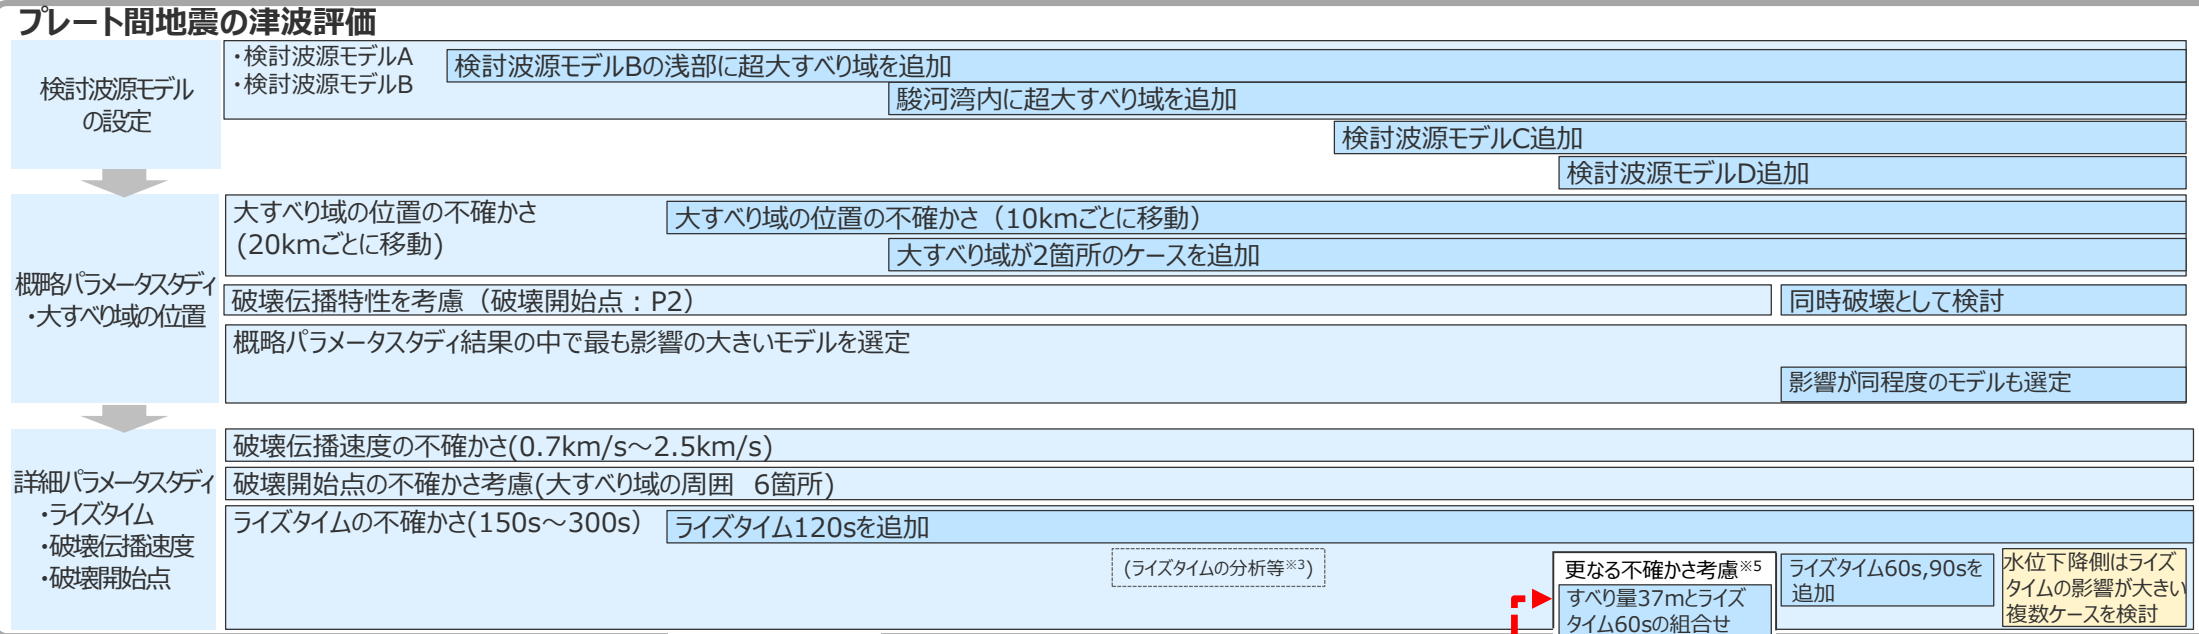 プレート間地震の津波評価
検討波源モデル
の設定
・検討波源モデルA
・検討波源モデルB
検討波源モデルBの浅部に超大すべり域を追加
駿河湾内に超大すべり域を追加
検討波源モデルC追加
検討波源モデルD追加
概略パラメータスタディ
・大すべり域の位置
大すべり域の位置の不確かさ
(20kmごとに移動)
大すべり域の位置の不確かさ（10kmごとに移動）
大すべり域が2箇所のケースを追加
破壊伝播特性を考慮（破壊開始点：P2）
同時破壊として検討
概略パラメータスタディ結果の中で最も影響の大きいモデルを選定
影響が同程度のモデルも選定
詳細パラメータスタディ
・ライズタイム
・破壊伝播速度
・破壊開始点
破壊伝播速度の不確かさ(0.7km/s～2.5km/s)
破壊開始点の不確かさ考慮(大すべり域の周囲　6箇所)
ライズタイムの不確かさ(150s～300s）
ライズタイム120sを追加
(ライズタイムの分析等※3)
更なる不確かさ考慮※5
すべり量37mとライズ
タイム60sの組合せ
ライズタイム60s,90sを
追加
水位下降側はライズ
タイムの影響が大きい
複数ケースを検討